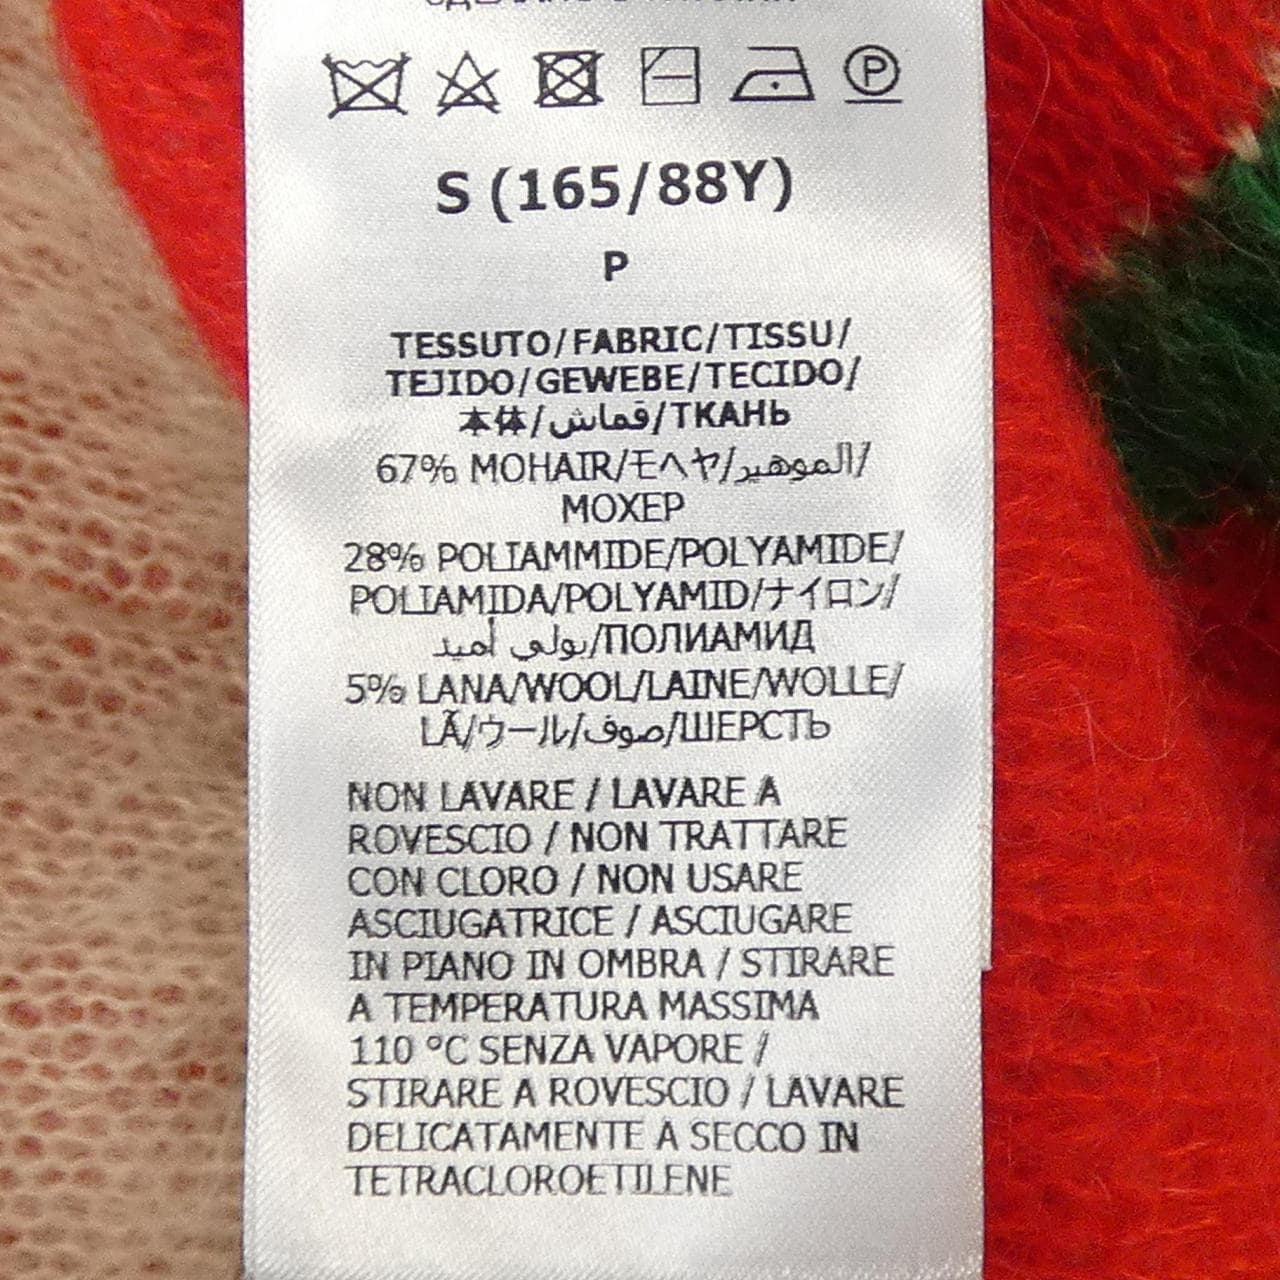 P
S (165/88Y)
P
TESSUTO/FABRIC/TISSU/
TEJIDO/GEWEBE/TECIDO/
本体/قماش/ТКАНЬ
67% MOHAIR/モヘヤ/الموهير/
МОХЕР
28% POLIAMMIDE/POLYAMIDE/
POLIAMIDA/POLYAMID/ナイロン/
بولي أميد/ПОЛИАМИД
5% LANA/WOOL/LAINE/WOLLE/
LÃ/ウール/صوف/ШЕРСТЬ
NON LAVARE / LAVARE A
ROVESCIO / NON TRATTARE
CON CLORO / NON USARE
ASCIUGATRICE / ASCIUGARE
IN PIANO IN OMBRA / STIRARE
A TEMPERATURA MASSIMA
110 °C SENZA VAPORE /
STIRARE A ROVESCIO / LAVARE
DELICATAMENTE A SECCO IN
TETRACLOROETILENE